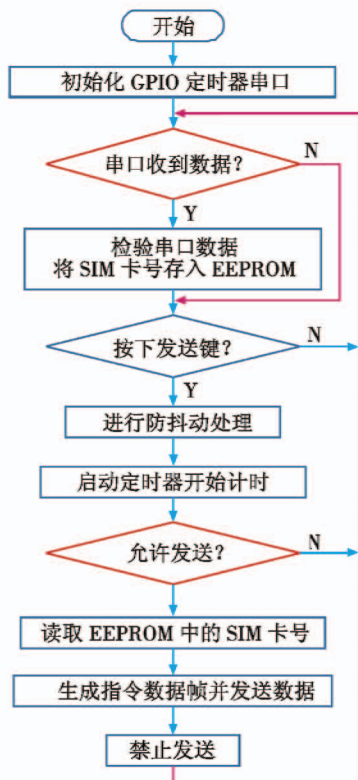 开始
初始化 GPIO 定时器串口
串口收到数据？
N
Y
检验串口数据
将 SIM 卡号存入 EEPROM
按下发送键？
N
Y
进行防抖动处理
启动定时器开始计时
允许发送？
N
读取 EEPROM 中的 SIM 卡号
生成指令数据帧并发送数据
禁止发送